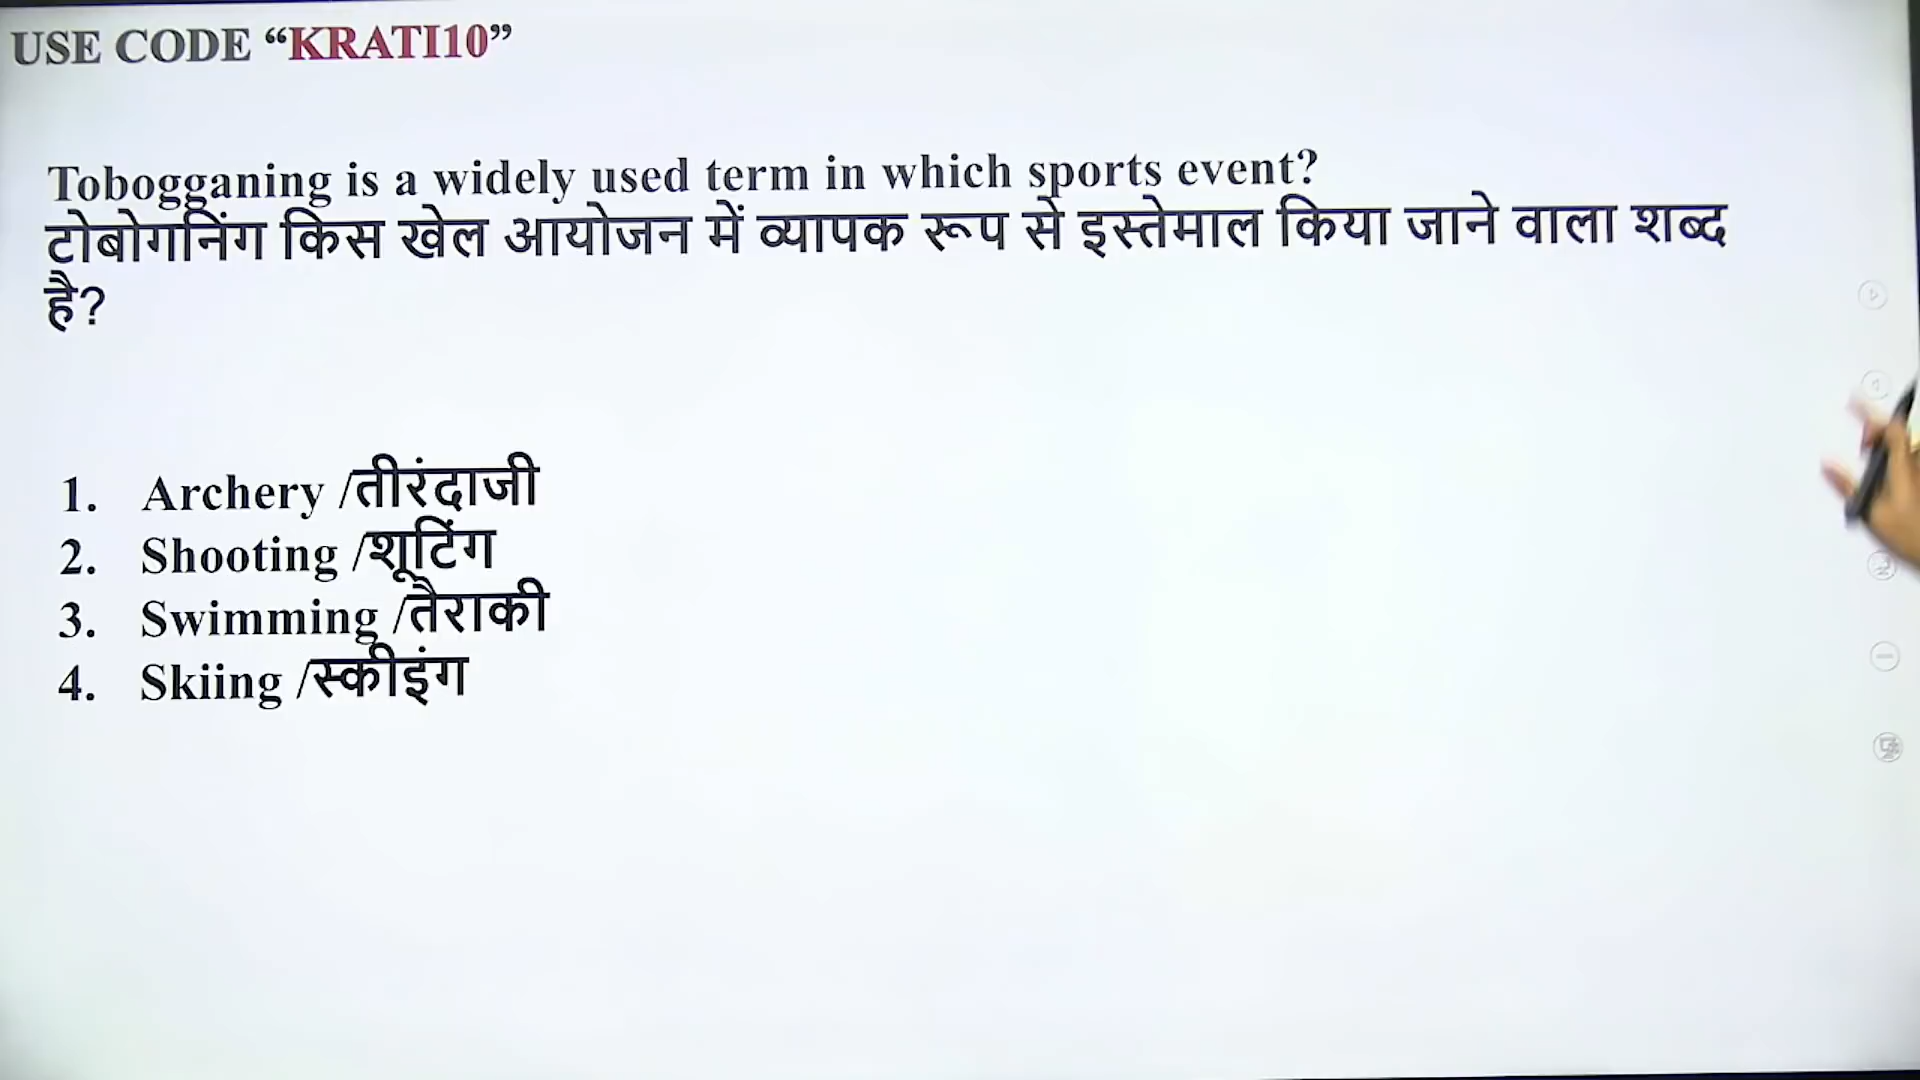 USE CODE “KRATI10”
Tobogganing is a widely used term in which sports event?
टोबोगनिंग किस खेल आयोजन में व्यापक रूप से इस्तेमाल किया जाने वाला शब्द
है?
1. Archery /तीरंदाजी
2. Shooting /शूटिंग
3. Swimming /तैराकी
4. Skiing /स्कीइंग